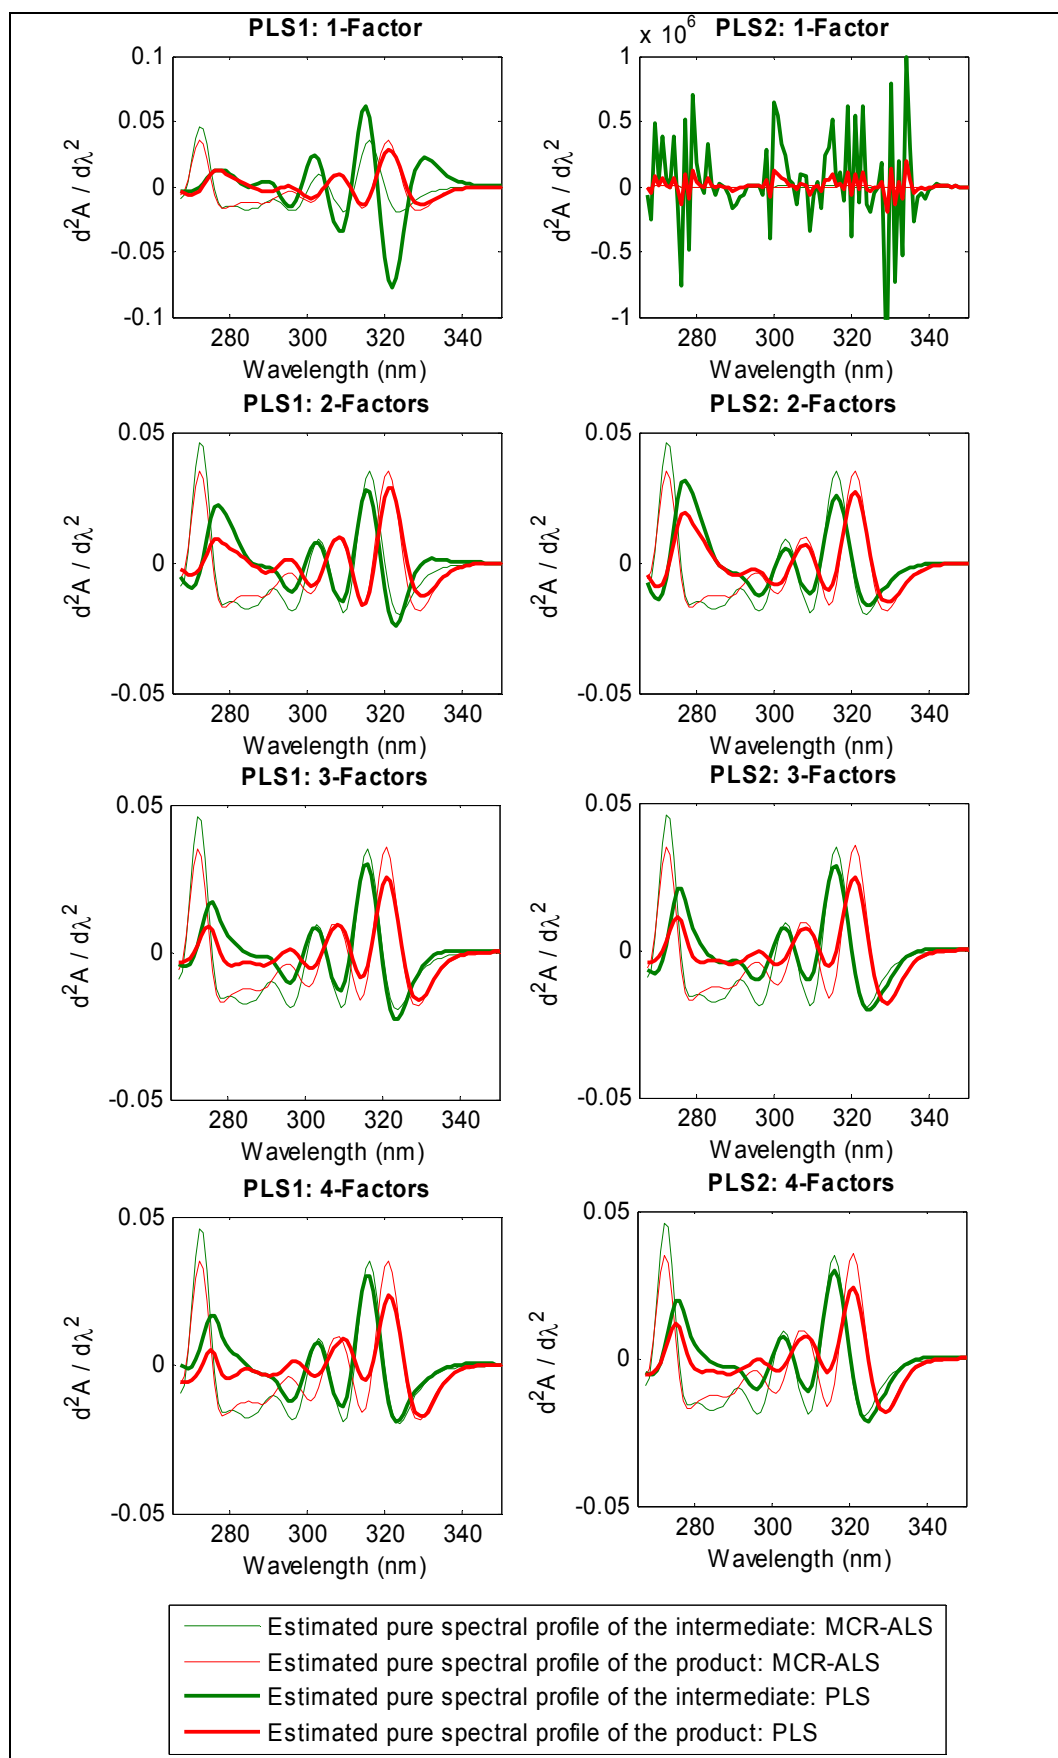 PLS1: 1-Factor
0.1
0.05
0
-0.05
-0.1
d²A / dλ²
280 300 320 340
Wavelength (nm)
PLS2: 1-Factor
x 10⁶
1
0.5
0
-0.5
-1
d²A / dλ²
280 300 320 340
Wavelength (nm)
PLS1: 2-Factors
0.05
0
-0.05
d²A / dλ²
280 300 320 340
Wavelength (nm)
PLS2: 2-Factors
0.05
0
-0.05
d²A / dλ²
280 300 320 340
Wavelength (nm)
PLS1: 3-Factors
0.05
0
-0.05
d²A / dλ²
280 300 320 340
Wavelength (nm)
PLS2: 3-Factors
0.05
0
-0.05
d²A / dλ²
280 300 320 340
Wavelength (nm)
PLS1: 4-Factors
0.05
0
-0.05
d²A / dλ²
280 300 320 340
Wavelength (nm)
PLS2: 4-Factors
0.05
0
-0.05
d²A / dλ²
280 300 320 340
Wavelength (nm)
Estimated pure spectral profile of the intermediate: MCR-ALS
Estimated pure spectral profile of the product: MCR-ALS
Estimated pure spectral profile of the intermediate: PLS
Estimated pure spectral profile of the product: PLS